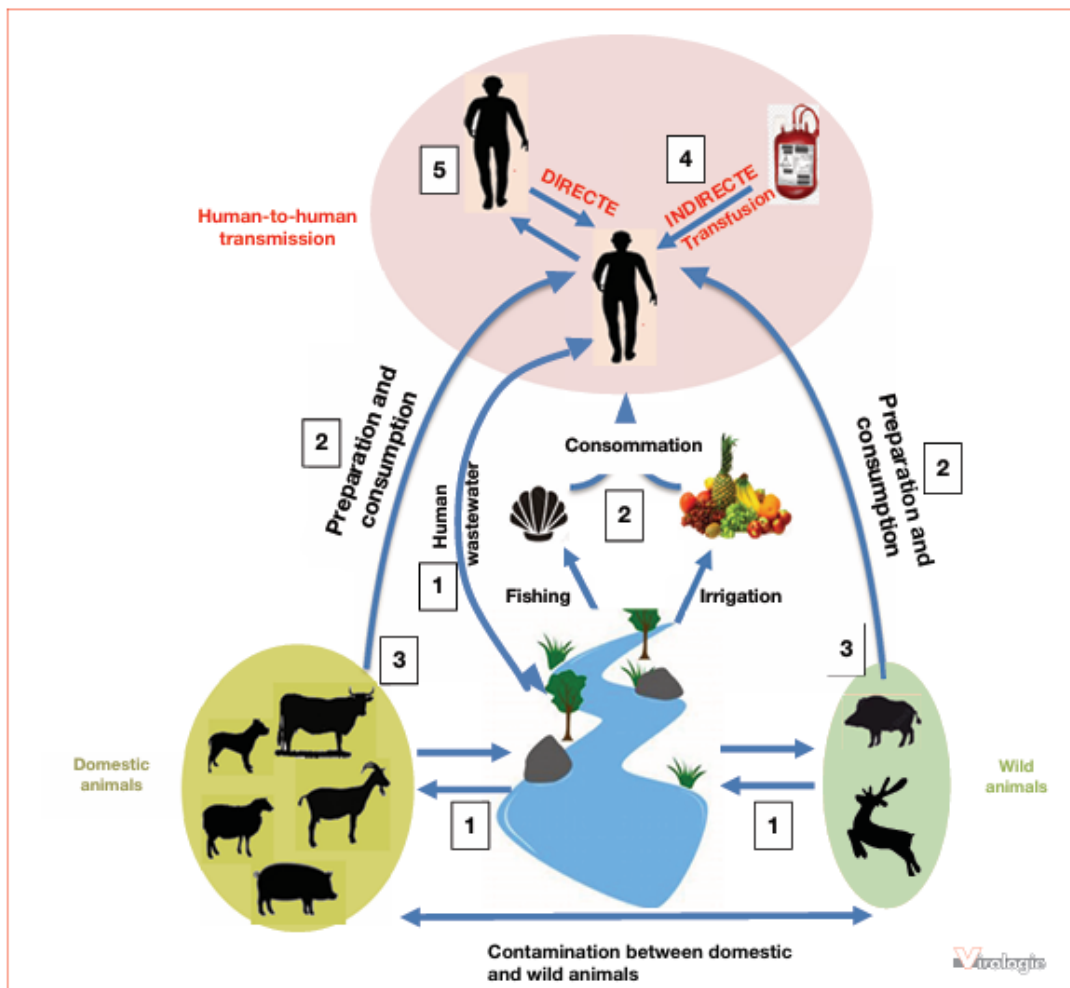 5
4
DIRECTE
INDIRECTE
Transfusion
Human-to-human
transmission
2
Preparation and
consumption
Preparation and
consumption
2
Consommation
2
Human
wastewater
1
Fishing
Irrigation
3
3
Domestic
animals
Wild
animals
1
1
Contamination between domestic
and wild animals
Virologie